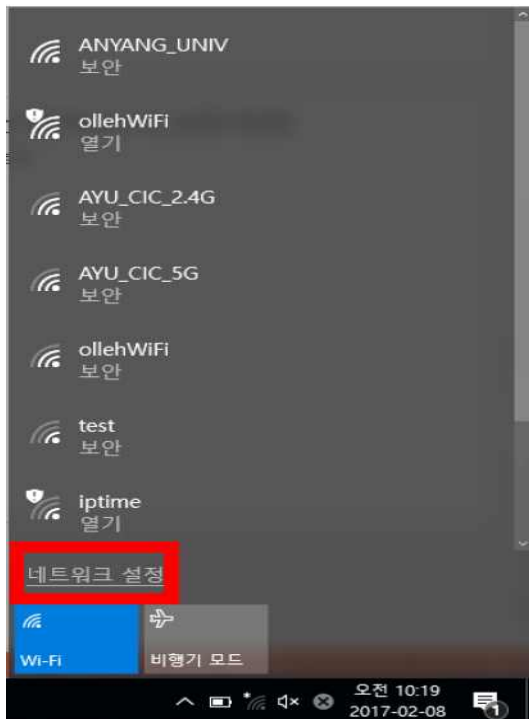 ANYANG_UNIV
보안
ollehWiFi
열기
AYU_CIC_2.4G
보안
AYU_CIC_5G
보안
ollehWiFi
보안
test
보안
iptime
열기
네트워크 설정
Wi-Fi
비행기 모드
오전 10:19
2017-02-08
1